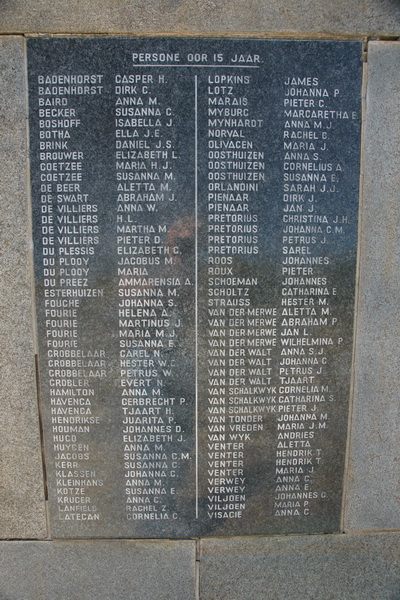 PERSONE OOR 15 JAAR.
BADENHORST CASPER H.
BADENHORST DIRK C.
BAIRD ANNA M.
BECKER SUSANNA C.
BOSHOFF ISABELLA J.
BOTHA ELLA J.E.
BRINK DANIEL J.S.
BROUWER ELIZABETH L.
COETZEE MARIA H.J.
COETZEE SUSANNA M.
DE BEER ALETTA M.
DE SWART ABRAHAM J.
DE VILLIERS ANNA W.
DE VILLIERS H.L.
DE VILLIERS MARTHA M.
DE VILLIERS PIETER D.
DU PLESSIS ELIZABETH C.
DU PLOOY JACOBUS M.
DU PLOOY MARIA
DU PREEZ AMMARENSIA A.
ESTERHUIZEN SUSANNA M.
FOUCHE JOHANNA S.
FOURIE HELENA A.
FOURIE MARTINUS J.
FOURIE MARIA M.J.
FOURIE SUSANNA E.
GROBBELAAR CAREL N.
GROBBELAAR HESTER W.C.
GROBBELAAR PETRUS W.
GROBLER EVERT N.
HAMILTON ANNA M.
HAVENGA GERBRECHT P.
HAVENGA TJAART H.
HENDRIKSE JUARITA P.
HOUMAN JOHANNES D.
HUGO ELIZABETH J.
HUYGEN ANNA M.
JACOBS SUSANNA C.M.
KERR SUSANNA C.
KLASSEN JOHANNA C.
KLEINHANS ANNA M.
KOTZE SUSANNA E.
KRUGER ANNA C.
LANFIELD RACHEL Z.
LATEGAN CORNELIA C.
LOPKINS JAMES
LOTZ JOHANNA P.
MARAIS PIETER C.
MYBURG MARGARETHA E.
MYNHARDT ANNA M.J.
NORVAL RACHEL D.
OLIVAGEN MARIA J.
OOSTHUIZEN ANNA S.
OOSTHUIZEN CORNELIUS A.
OOSTHUIZEN SUSANNA E.
ORLANDINI SARAH J.J.
PIENAAR DIRK J.
PIENAAR JAN J.
PRETORIUS CHRISTINA J.H.
PRETORIUS JOHANNA C.M.
PRETORIUS PETRUS J.
PRETORIUS SAREL
ROOS JOHANNES
ROUX PIETER
SCHOEMAN JOHANNES
SCHOLTZ CATHARINA E.
STRAUSS HESTER M.
VAN DER MERWE ALETTA M.
VAN DER MERWE ABRAHAM P.
VAN DER MERWE JAN L.
VAN DER MERWE WILHELMINA P.
VAN DER WALT ANNA S.J.
VAN DER WALT JOHANNA C.
VAN DER WALT PETRUS J.
VAN DER WALT TJAART
VAN SCHALKWYK CORNELIA M.
VAN SCHALKWYK CATHARINA S.
VAN SCHALKWYK PIETER J.
VAN TONDER JOHANNA M.
VAN VREDEN MARIA J.M.
VAN WYK ANDRIES
VENTER ALETTA
VENTER HENDRIK T.
VENTER HENDRIK T.
VENTER MARIA J.
VERWEY ANNA C.
VERWEY ANNA E.
VILJOEN JOHANNES G.
VILJOEN MARIA P.
VISAGIE ANNA C.